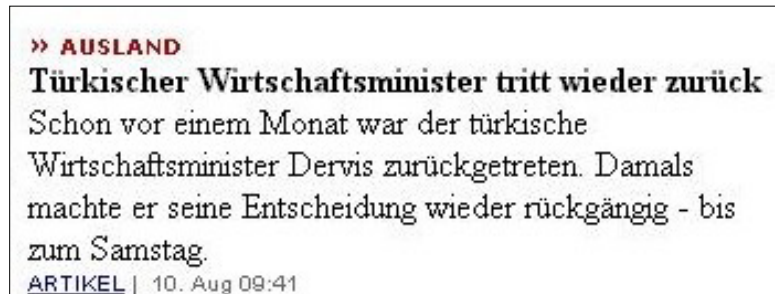 » AUSLAND
Türkischer Wirtschaftsminister tritt wieder zurück
Schon vor einem Monat war der türkische
Wirtschaftsminister Dervis zurückgetreten. Damals
machte er seine Entscheidung wieder rückgängig - bis
zum Samstag.
ARTIKEL | 10. Aug 09:41